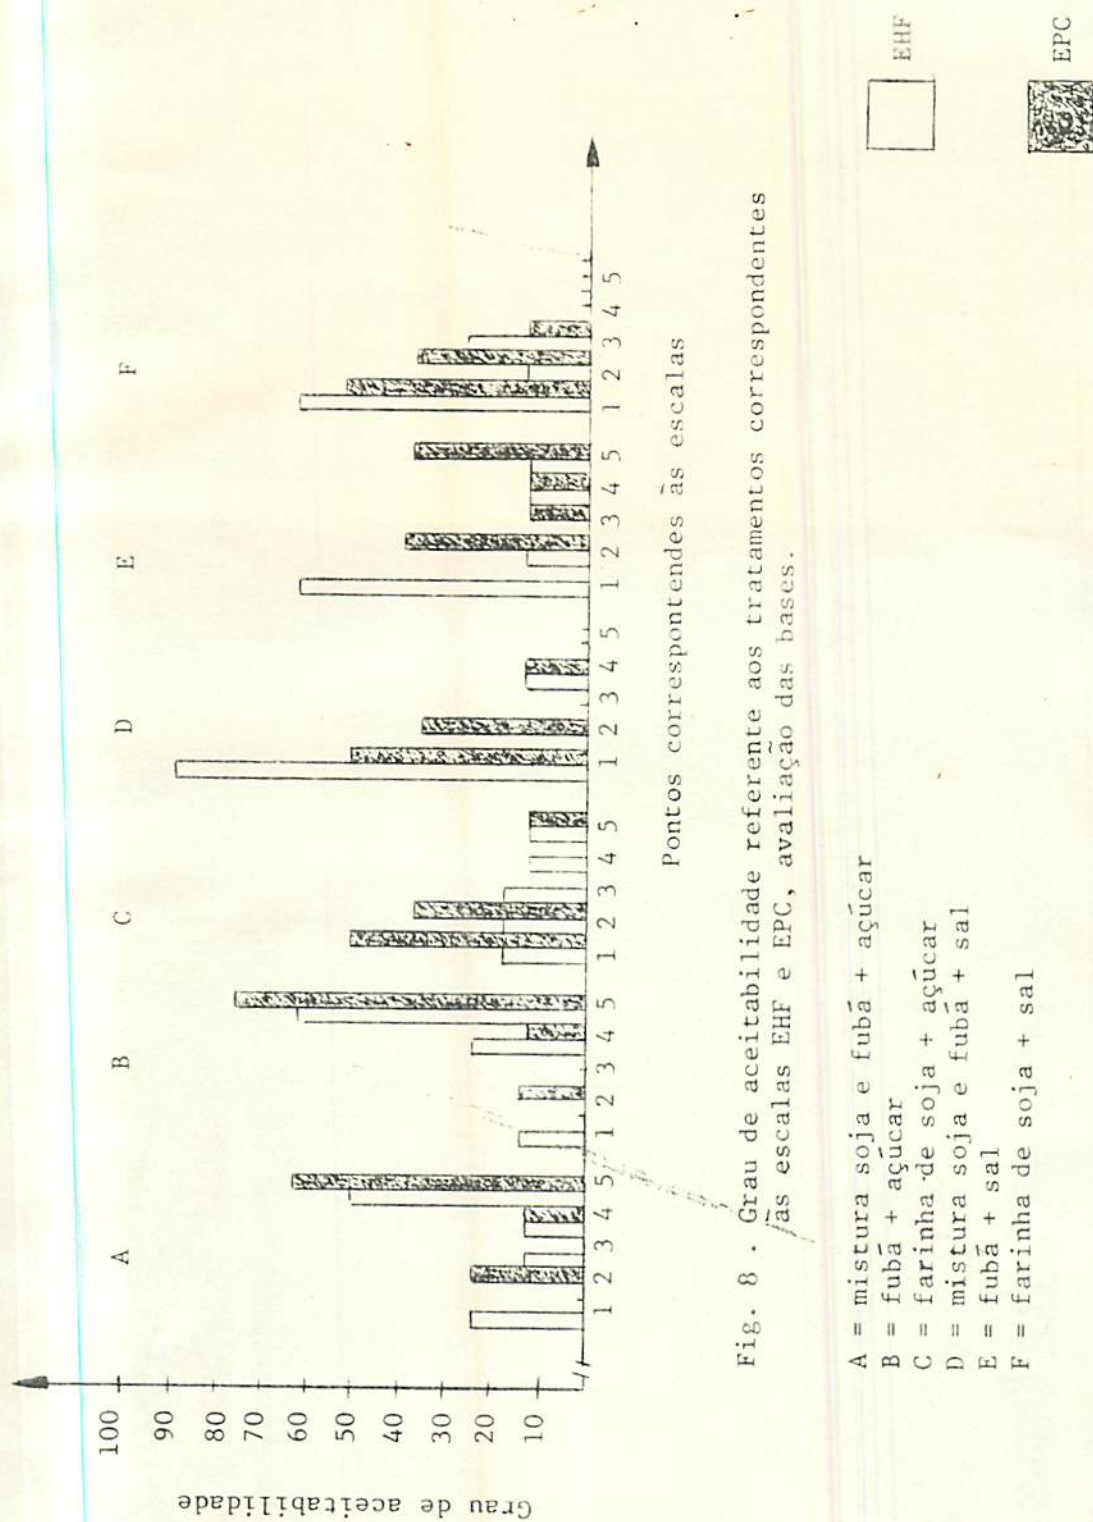 Grau de aceitabilidade
100
90
80
70
60
50
40
30
20
10
A B C D E F
1 2 3 4 5 1 2 3 4 5 1 2 3 4 5 1 2 3 4 5 1 2 3 4 5 1 2 3 4 5
Pontos correspontendes às escalas
Fig. 8 . Grau de aceitabilidade referente aos tratamentos correspondentes
às escalas EHF e EPC, avaliação das bases.
A = mistura soja e fubá + açúcar
B = fubá + açúcar
C = farinha de soja + açúcar
D = mistura soja e fubá + sal
E = fubá + sal
F = farinha de soja + sal
EHF
EPC